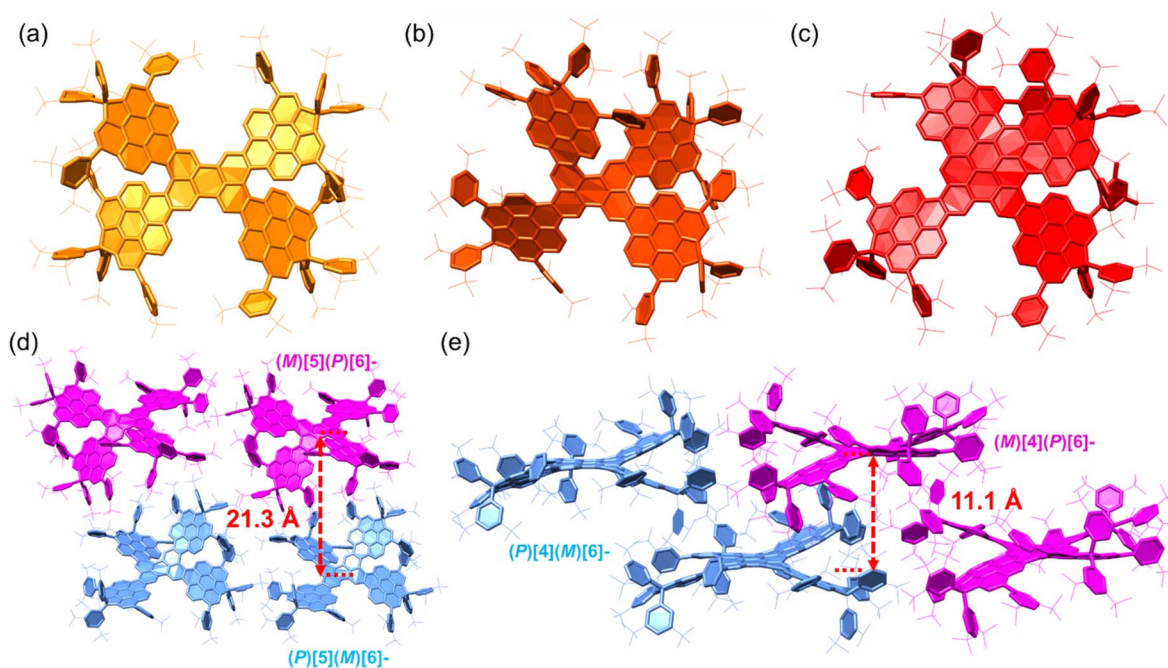 (a)
(b)
(c)
(d)
(M)[5](P)[6]-
21.3 Å
(P)[5](M)[6]-
(e)
(M)[4](P)[6]-
11.1 Å
(P)[4](M)[6]-